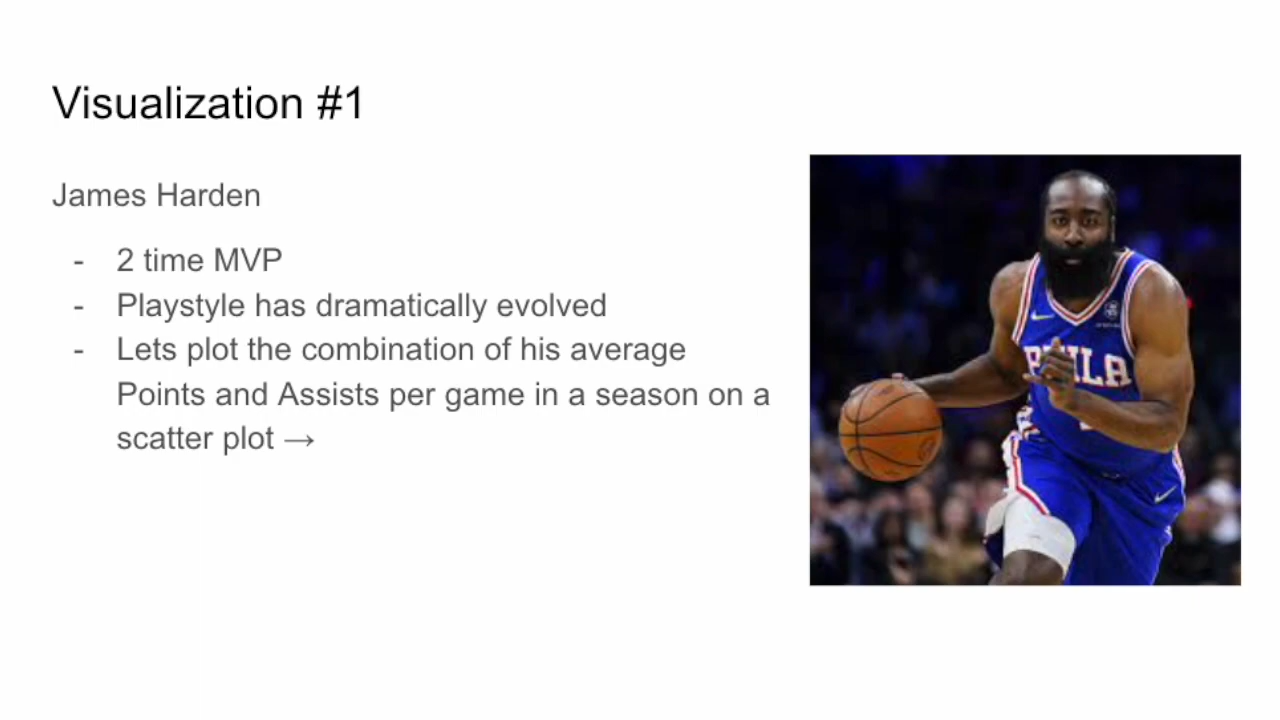 Visualization #1
James Harden
- 2 time MVP
- Playstyle has dramatically evolved
- Lets plot the combination of his average
Points and Assists per game in a season on a
scatter plot →
PHILA